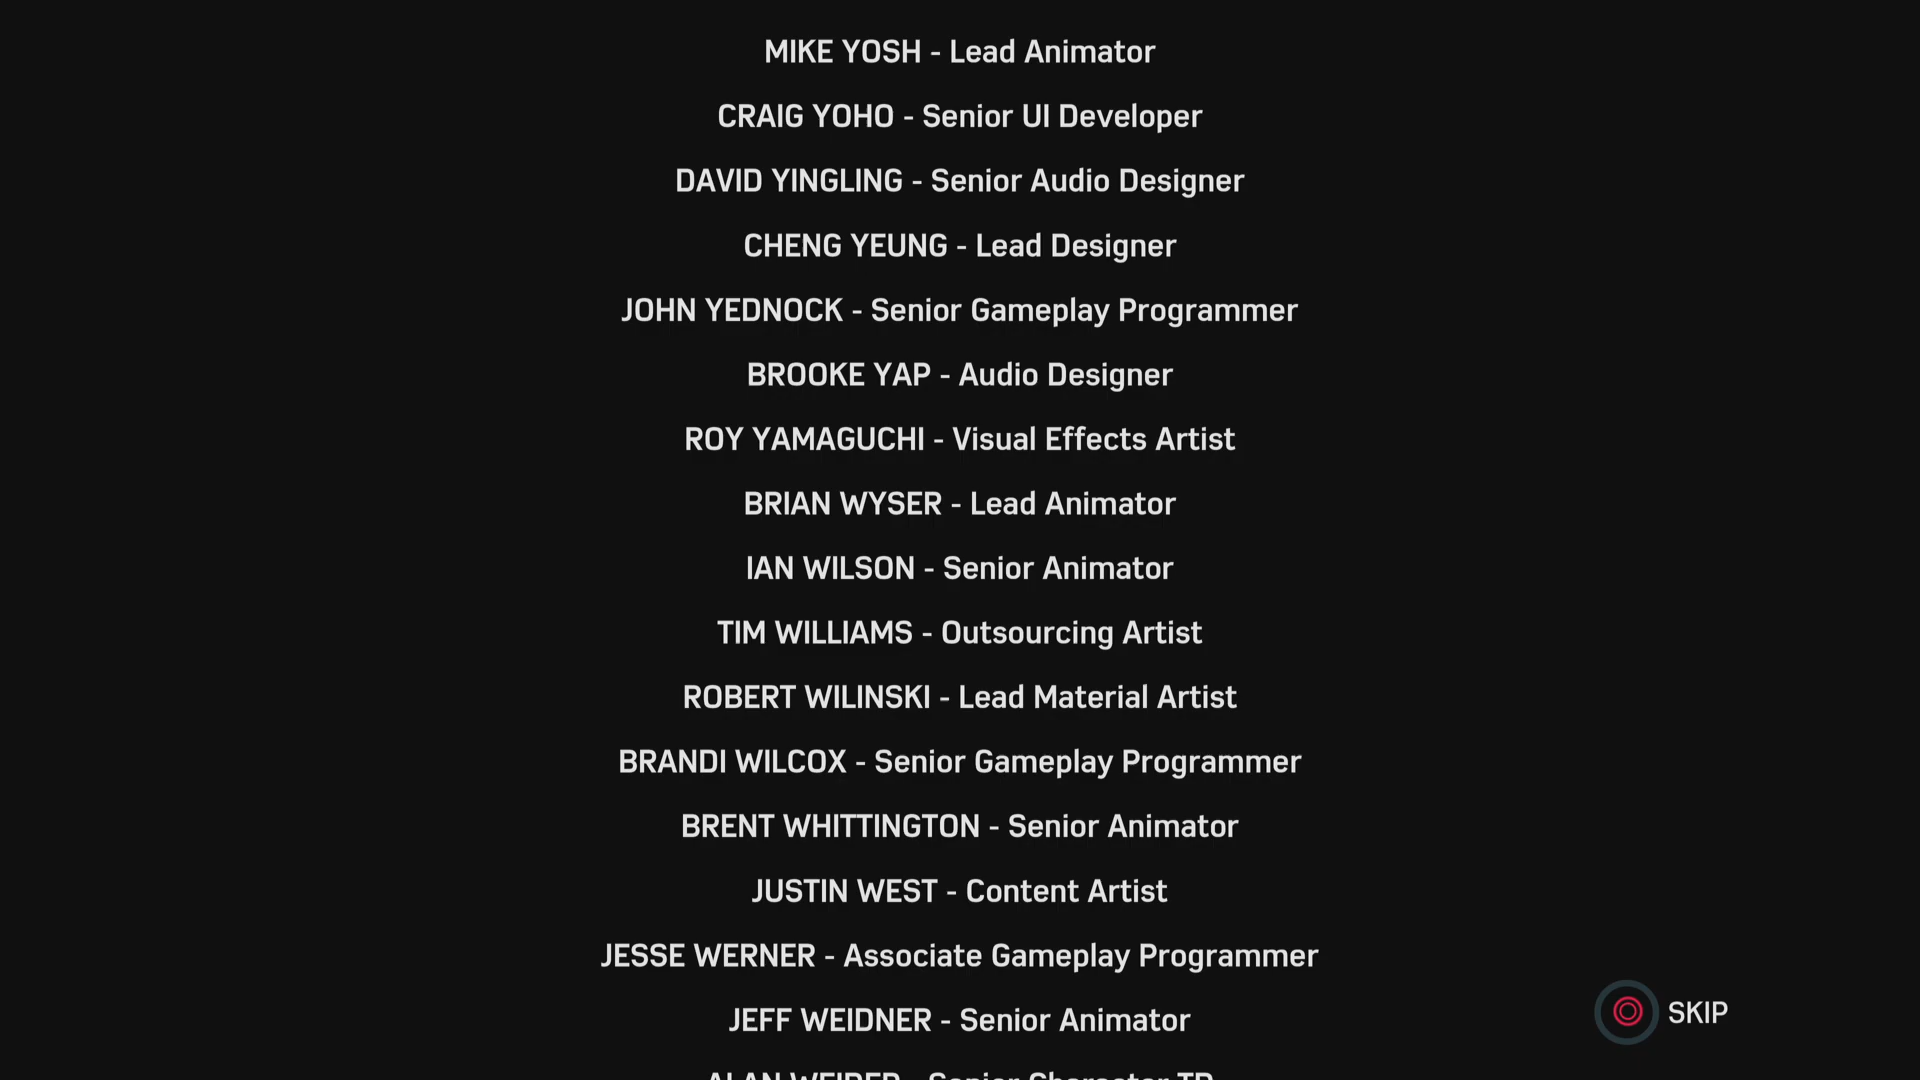 MIKE YOSH - Lead Animator
CRAIG YOHO - Senior UI Developer
DAVID YINGLING - Senior Audio Designer
CHENG YEUNG - Lead Designer
JOHN YEDNOCK - Senior Gameplay Programmer
BROOKE YAP - Audio Designer
ROY YAMAGUCHI - Visual Effects Artist
BRIAN WYSER - Lead Animator
IAN WILSON - Senior Animator
TIM WILLIAMS - Outsourcing Artist
ROBERT WILINSKI - Lead Material Artist
BRANDI WILCOX - Senior Gameplay Programmer
BRENT WHITTINGTON - Senior Animator
JUSTIN WEST - Content Artist
JESSE WERNER - Associate Gameplay Programmer
JEFF WEIDNER - Senior Animator
SKIP
ALAN - Senior Character